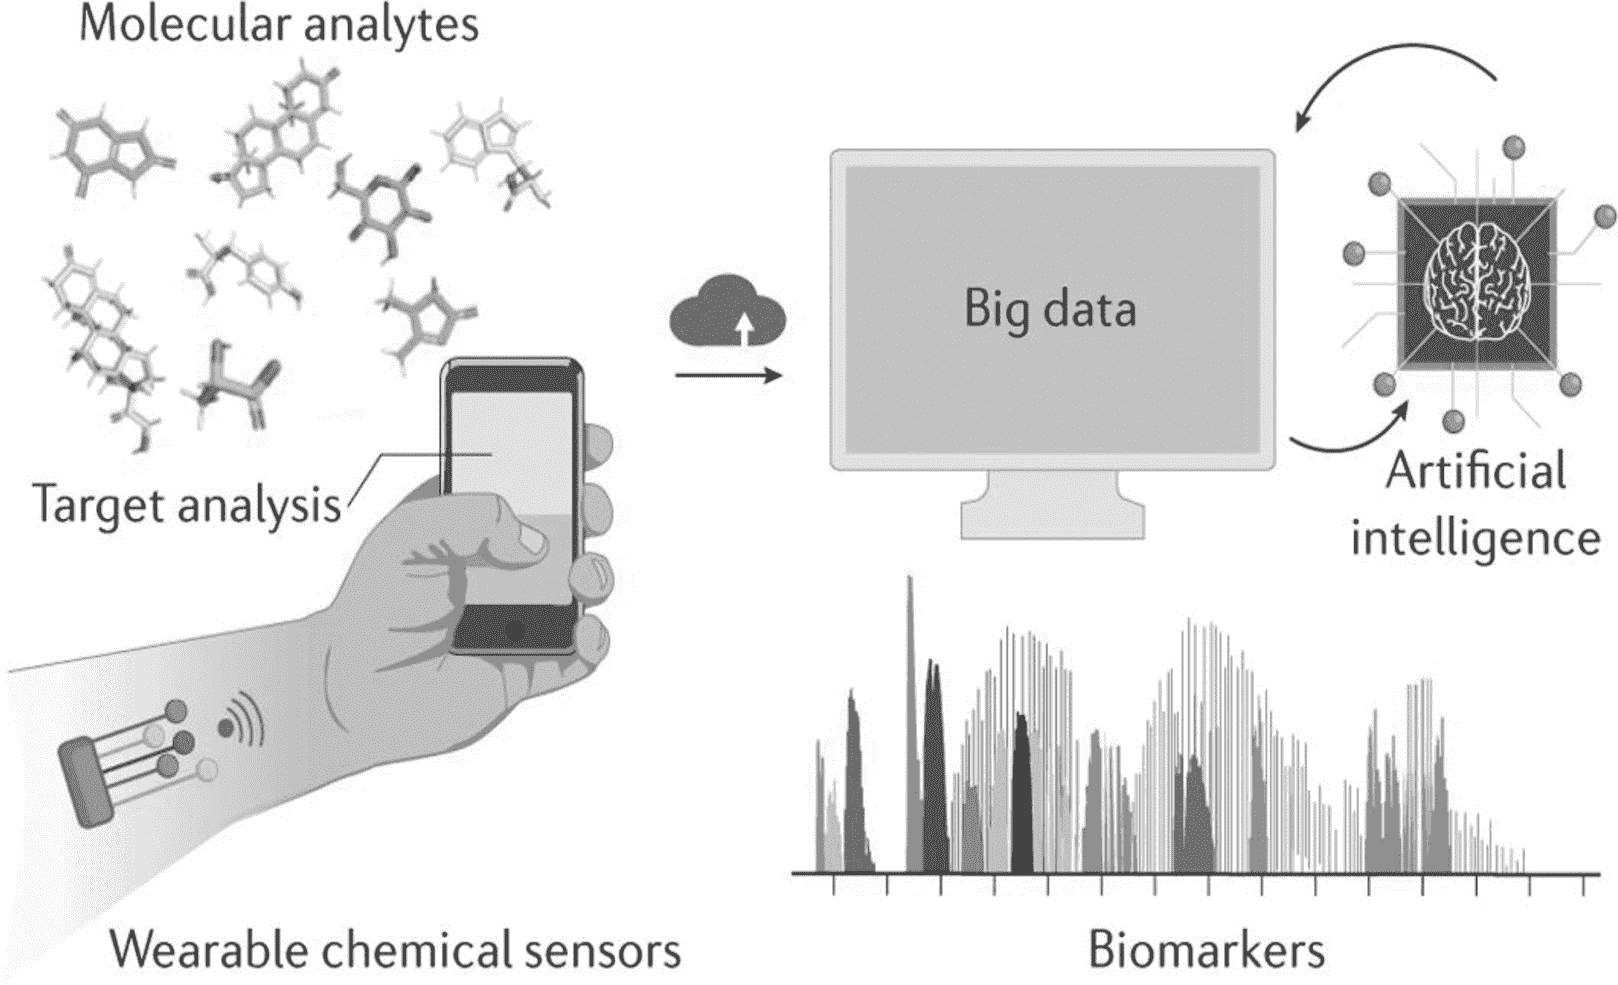 Molecular analytes
Target analysis
Wearable chemical sensors
Big data
Artificial
intelligence
Biomarkers